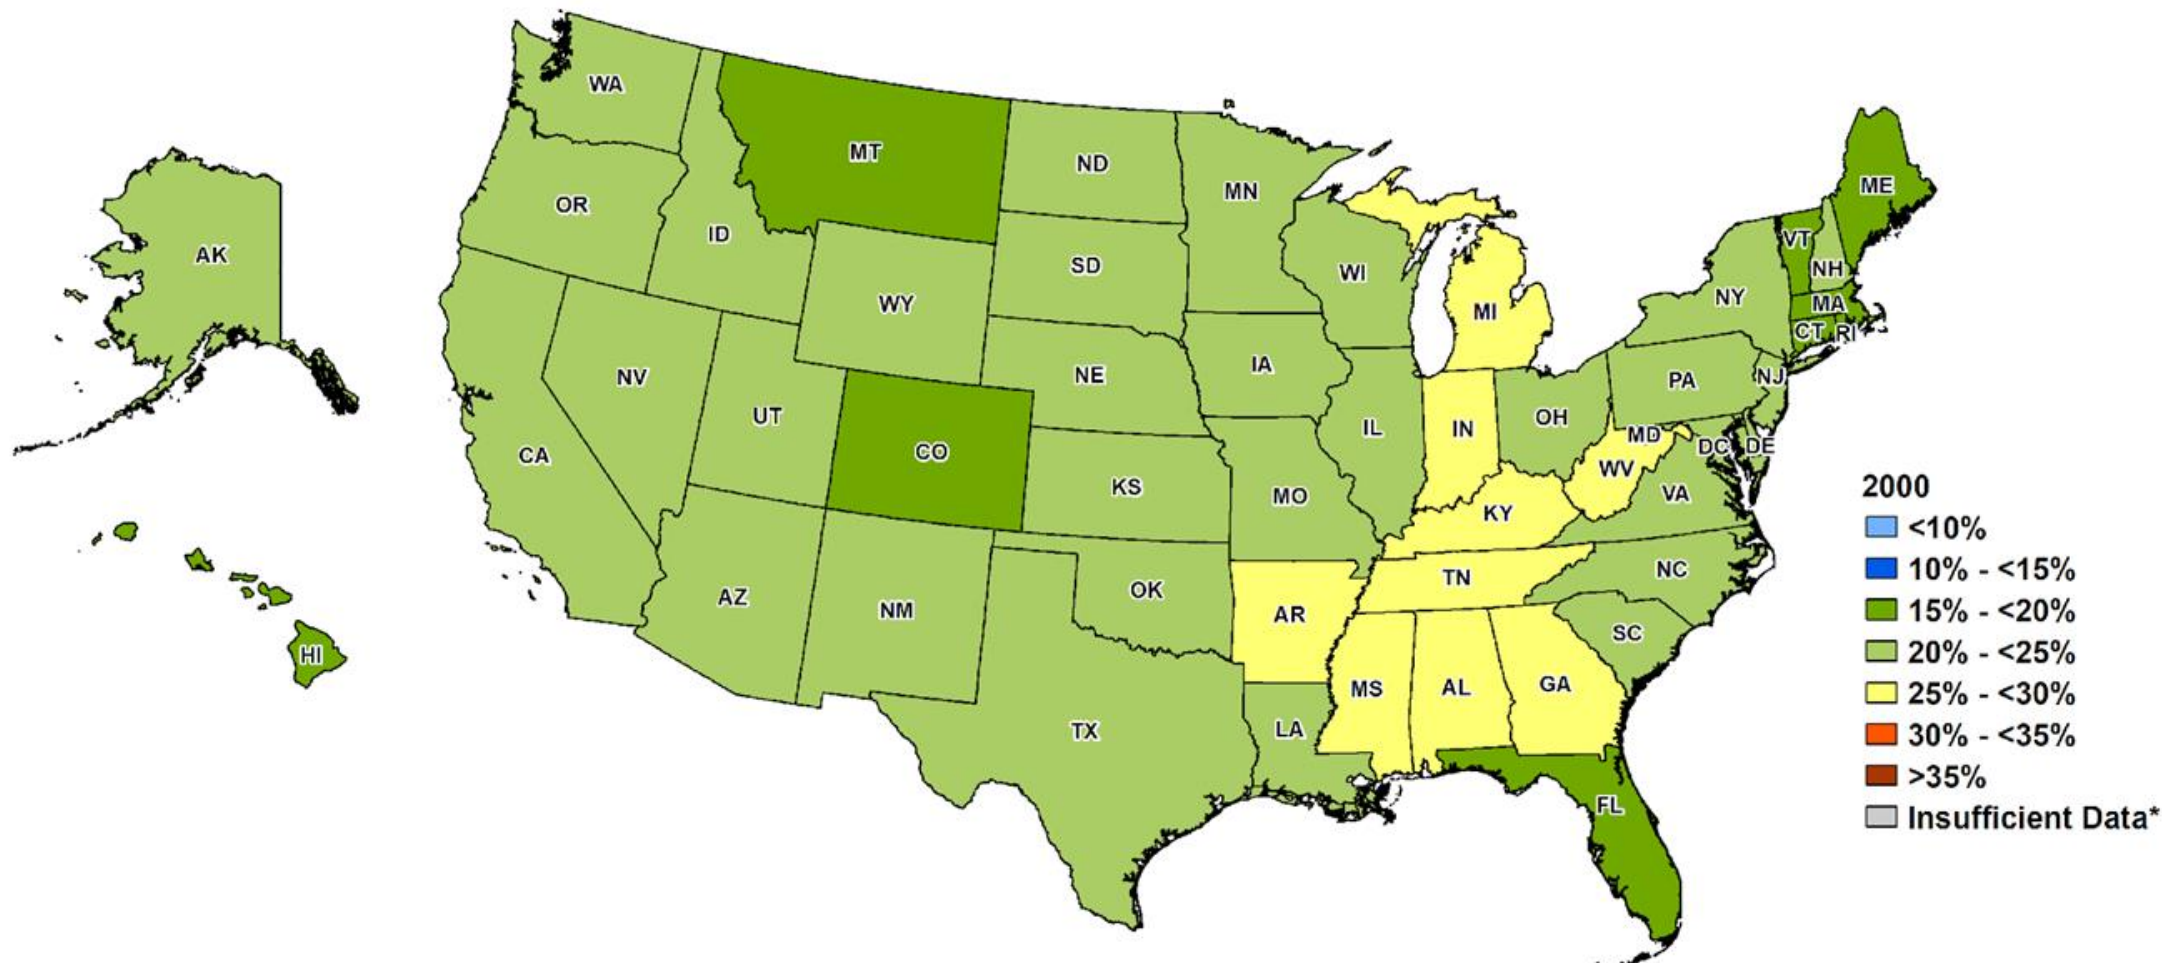 WA
MT
ND
MN
ME
OR
ID
AK
SD
WI
VT
NH
WY
MI
NY
MA
CT
RI
NV
NE
IA
PA
NJ
UT
CO
IL
IN
OH
MD
DC
DE
CA
KS
MO
WV
VA
KY
AZ
NM
OK
AR
TN
NC
SC
HI
TX
LA
MS
AL
GA
FL
2000
<10%
10% - <15%
15% - <20%
20% - <25%
25% - <30%
30% - <35%
>35%
Insufficient Data*